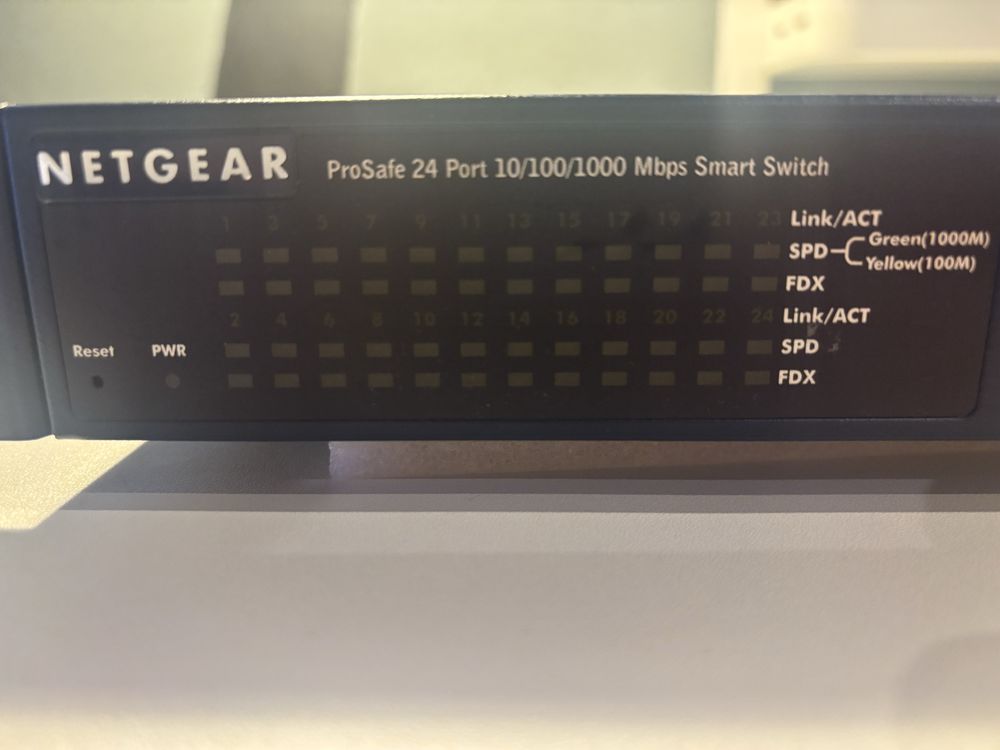 NETGEAR ProSafe 24 Port 10/100/1000 Mbps Smart Switch
1 3 5 7 9 11 13 15 17 19 21 23 Link/ACT
SPD Green(1000M)
Yellow(100M)
FDX
2 4 6 8 10 12 14 16 18 20 22 24 Link/ACT
Reset PWR SPD
FDX